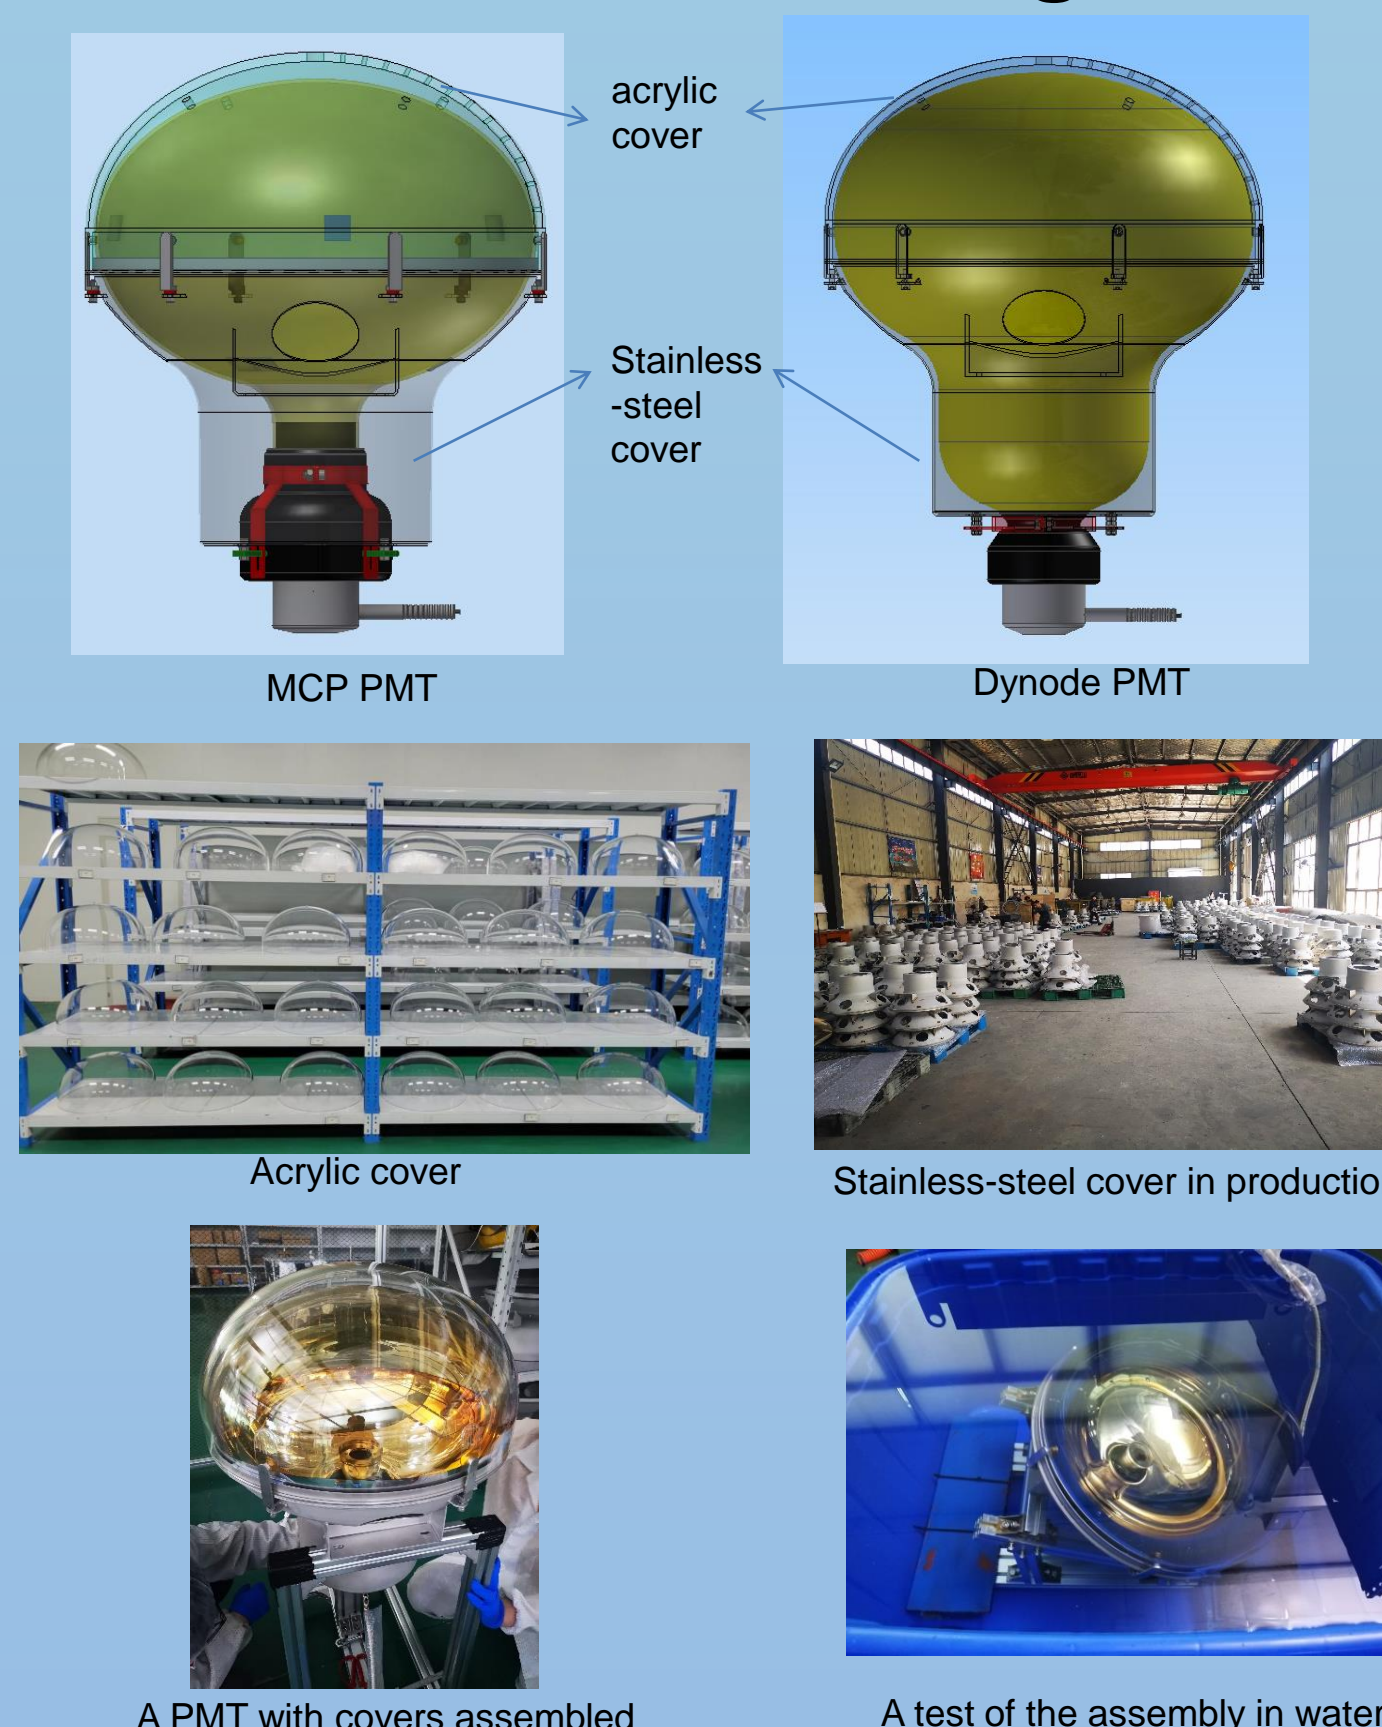 acrylic
cover
Stainless
-steel
cover
MCP PMT
Dynode PMT
Acrylic cover
Stainless-steel cover in productio
A PMT with covers assembled
A test of the assembly in water